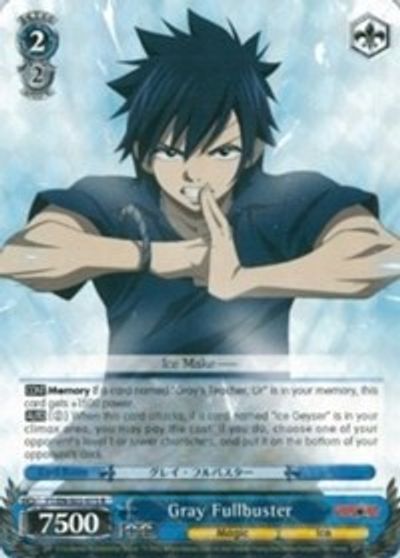 2
2
Ice Make——
CONT Memory If a card named "Gray's Teacher, Ur" is in your memory, this
card gets +1500 power.
AUTO [(2)] When this card attacks, if a card named "Ice Geyser" is in your
climax area, you may pay the cost. If you do, choose one of your
opponent's level 1 or lower characters, and put it on the bottom of your
opponent's deck.
グレイ・フルバスター
7500
Gray Fullbuster
Magic
Ice